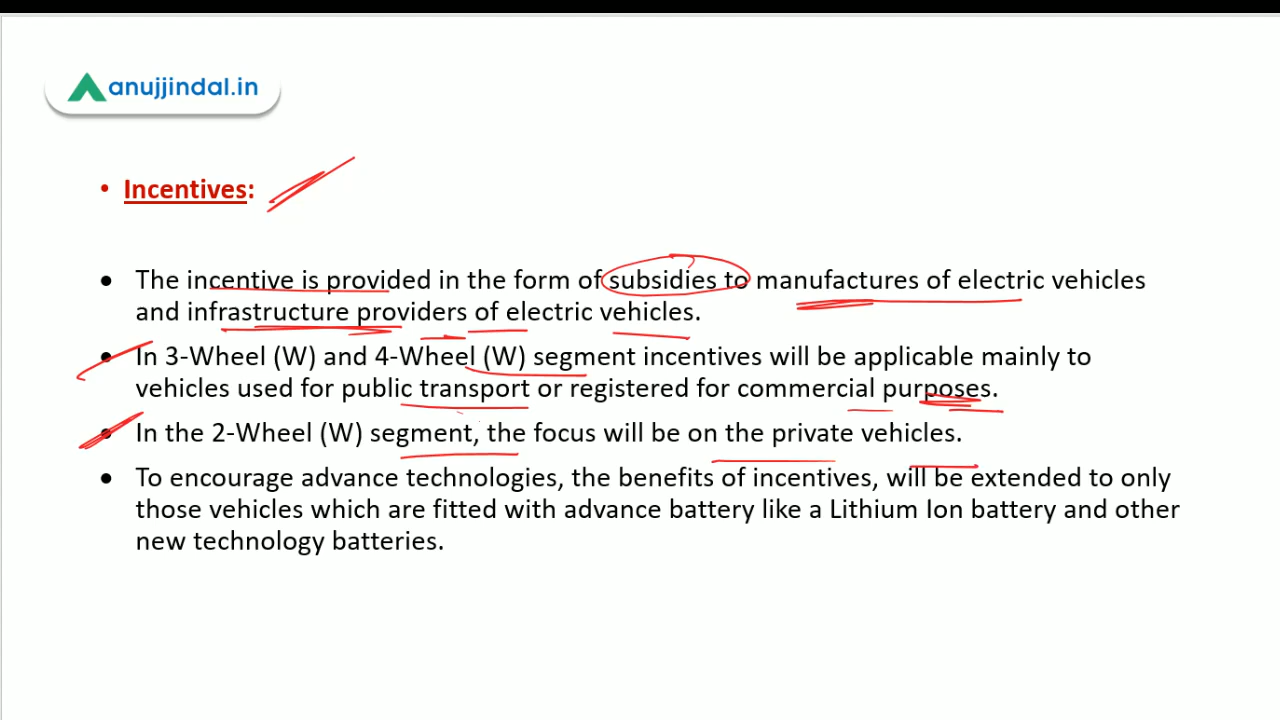 anujjindal.in
• Incentives:
• The incentive is provided in the form of subsidies to manufactures of electric vehicles
and infrastructure providers of electric vehicles.
• In 3-Wheel (W) and 4-Wheel (W) segment incentives will be applicable mainly to
vehicles used for public transport or registered for commercial purposes.
• In the 2-Wheel (W) segment, the focus will be on the private vehicles.
• To encourage advance technologies, the benefits of incentives, will be extended to only
those vehicles which are fitted with advance battery like a Lithium Ion battery and other
new technology batteries.